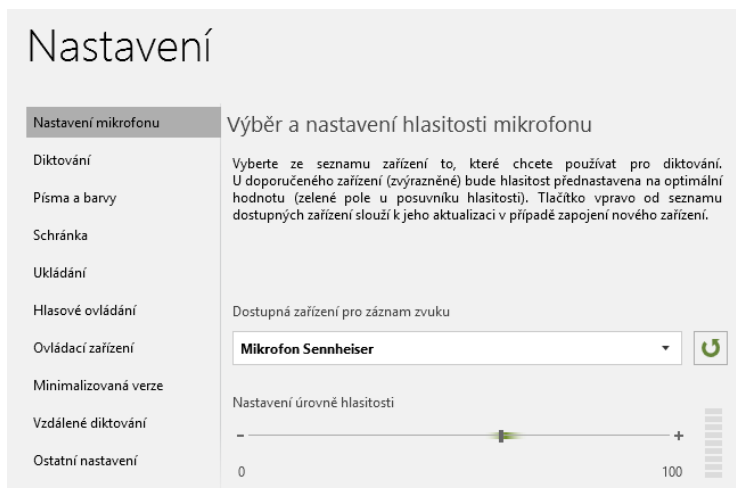 Nastavení
Nastavení mikrofonu
Diktování
Písma a barvy
Schránka
Ukládání
Hlasové ovládání
Ovládací zařízení
Minimalizovaná verze
Vzdálené diktování
Ostatní nastavení
Výběr a nastavení hlasitosti mikrofonu
Vyberte ze seznamu zařízení to, které chcete používat pro diktování.
U doporučeného zařízení (zvýrazněné) bude hlasitost přednastavena na optimální
hodnotu (zelené pole u posuvníku hlasitosti). Tlačítko vpravo od seznamu
dostupných zařízení slouží k jeho aktualizaci v případě zapojení nového zařízení.
Dostupná zařízení pro záznam zvuku
Mikrofon Sennheiser
Nastavení úrovně hlasitosti
- +
0 100